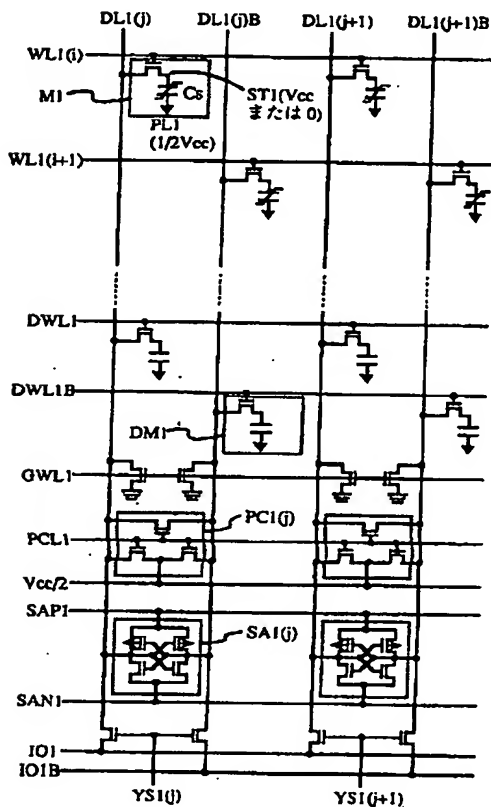 DL1(j) DL1(j)B DL1(j+1) DL1(j+1)B
WL1(i)
M1
Cs
ST1(Vcc
または0)
PL1
(1/2Vcc)
WL1(i+1)
DWL1
DWL1B
DM1
GWL1
PC1(j)
PCL1
Vcc/2
SAP1
SA1(j)
SAN1
IO1
IO1B
YS1(j) YS1(j+1)